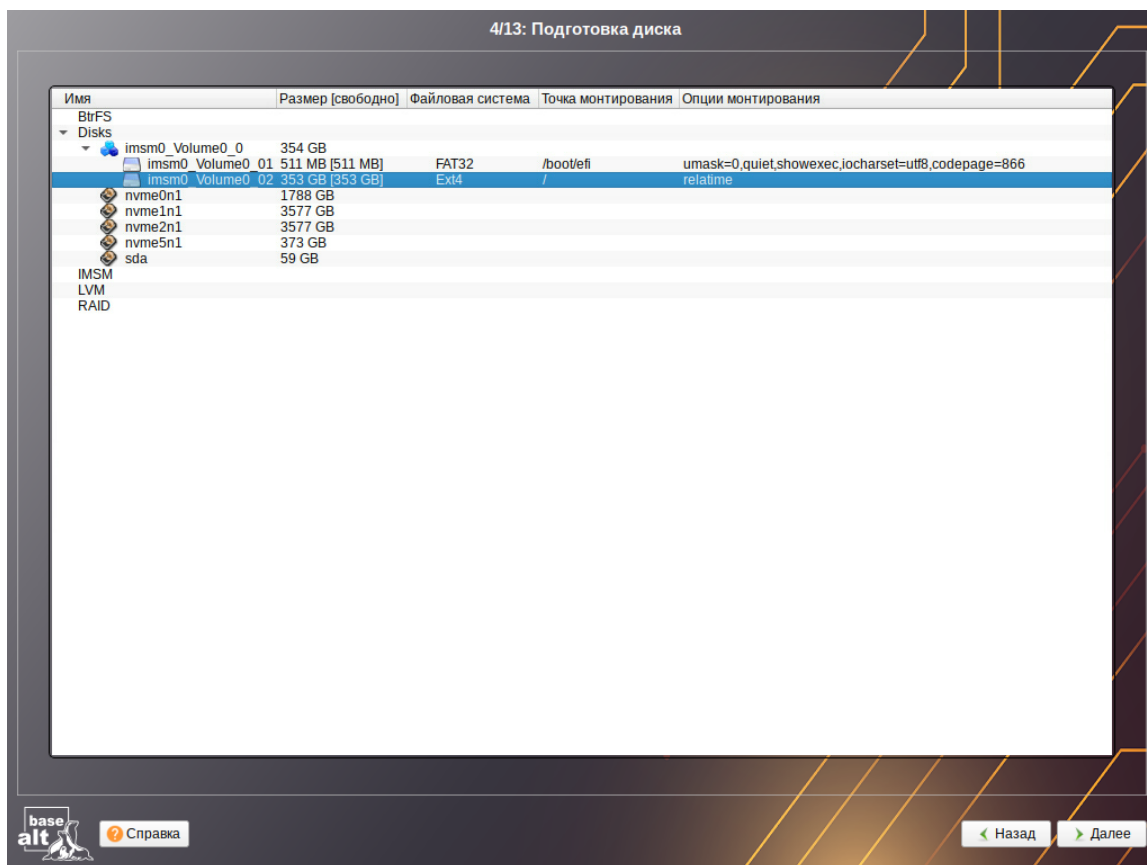 4/13: Подготовка диска
Имя Размер [свободно] Файловая система Точка монтирования Опции монтирования
BtrFS
Disks
imsm0_Volume0_0 354 GB
imsm0_Volume0_01 511 MB [511 MB] FAT32 /boot/efi umask=0,quiet,showexec,iocharset=utf8,codepage=866
imsm0_Volume0_02 353 GB [353 GB] Ext4 / relatime
nvme0n1 1788 GB
nvme1n1 3577 GB
nvme2n1 3577 GB
nvme5n1 373 GB
sda 59 GB
IMSM
LVM
RAID
base
alt
Справка Назад Далее